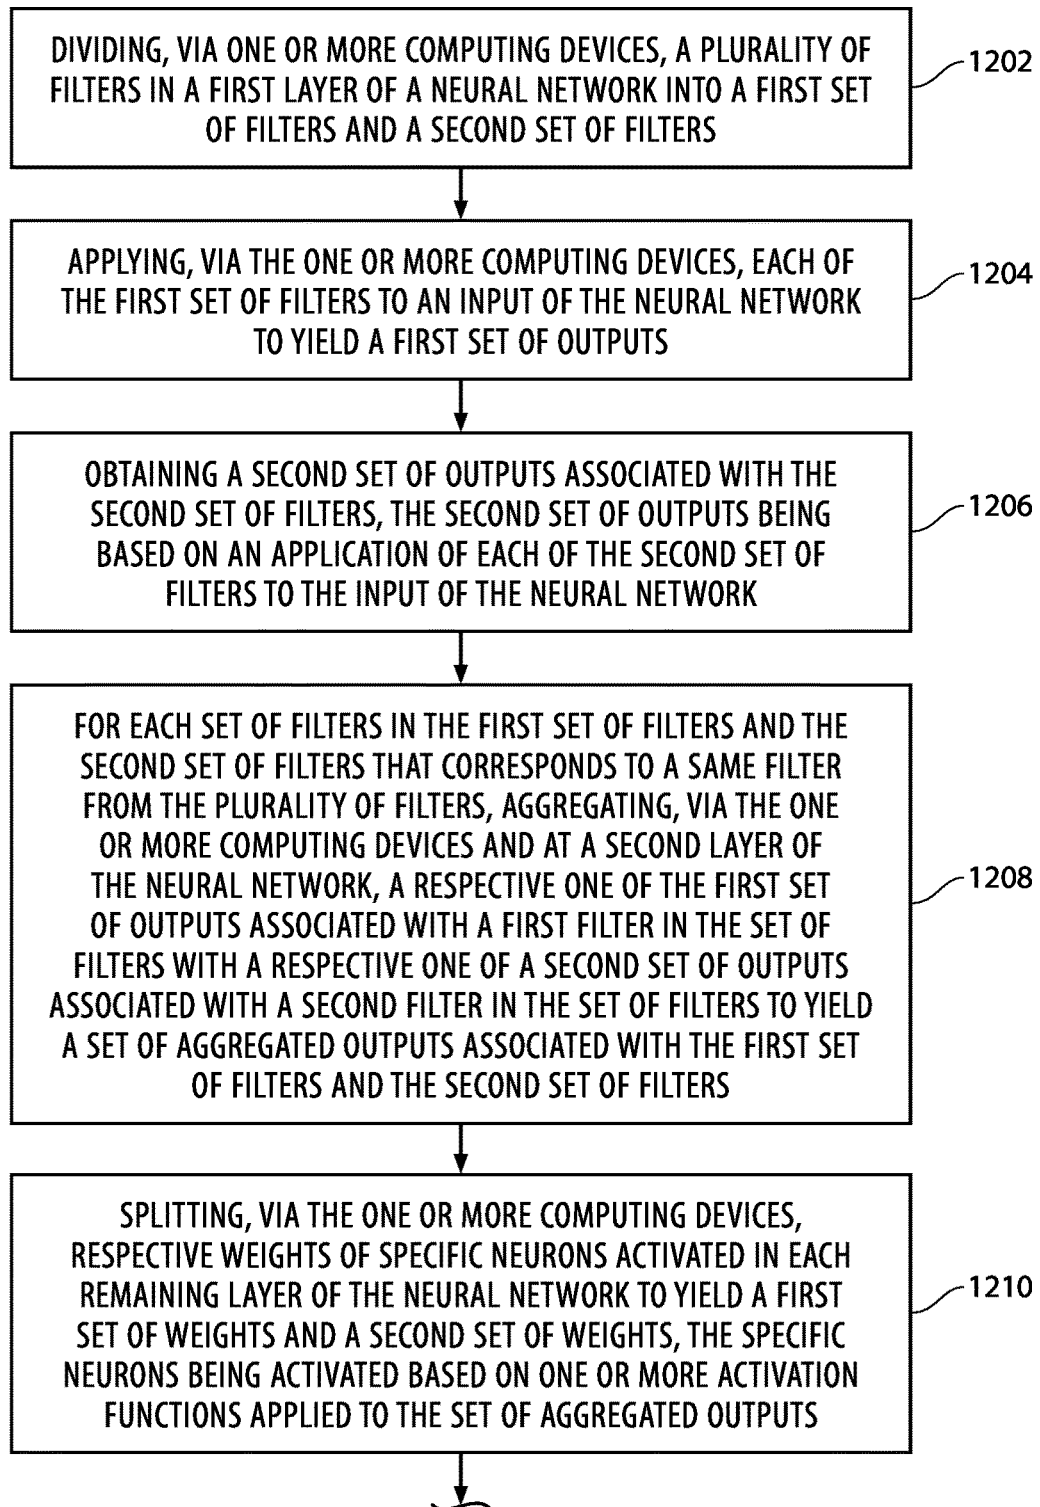 DIVIDING, VIA ONE OR MORE COMPUTING DEVICES, A PLURALITY OF
FILTERS IN A FIRST LAYER OF A NEURAL NETWORK INTO A FIRST SET
OF FILTERS AND A SECOND SET OF FILTERS
1202
APPLYING, VIA THE ONE OR MORE COMPUTING DEVICES, EACH OF
THE FIRST SET OF FILTERS TO AN INPUT OF THE NEURAL NETWORK
TO YIELD A FIRST SET OF OUTPUTS
1204
OBTAINING A SECOND SET OF OUTPUTS ASSOCIATED WITH THE
SECOND SET OF FILTERS, THE SECOND SET OF OUTPUTS BEING
BASED ON AN APPLICATION OF EACH OF THE SECOND SET OF
FILTERS TO THE INPUT OF THE NEURAL NETWORK
1206
FOR EACH SET OF FILTERS IN THE FIRST SET OF FILTERS AND THE
SECOND SET OF FILTERS THAT CORRESPONDS TO A SAME FILTER
FROM THE PLURALITY OF FILTERS, AGGREGATING, VIA THE ONE
OR MORE COMPUTING DEVICES AND AT A SECOND LAYER OF
THE NEURAL NETWORK, A RESPECTIVE ONE OF THE FIRST SET
OF OUTPUTS ASSOCIATED WITH A FIRST FILTER IN THE SET OF
FILTERS WITH A RESPECTIVE ONE OF A SECOND SET OF OUTPUTS
ASSOCIATED WITH A SECOND FILTER IN THE SET OF FILTERS TO YIELD
A SET OF AGGREGATED OUTPUTS ASSOCIATED WITH THE FIRST SET
OF FILTERS AND THE SECOND SET OF FILTERS
1208
SPLITTING, VIA THE ONE OR MORE COMPUTING DEVICES,
RESPECTIVE WEIGHTS OF SPECIFIC NEURONS ACTIVATED IN EACH
REMAINING LAYER OF THE NEURAL NETWORK TO YIELD A FIRST
SET OF WEIGHTS AND A SECOND SET OF WEIGHTS, THE SPECIFIC
NEURONS BEING ACTIVATED BASED ON ONE OR MORE ACTIVATION
FUNCTIONS APPLIED TO THE SET OF AGGREGATED OUTPUTS
1210